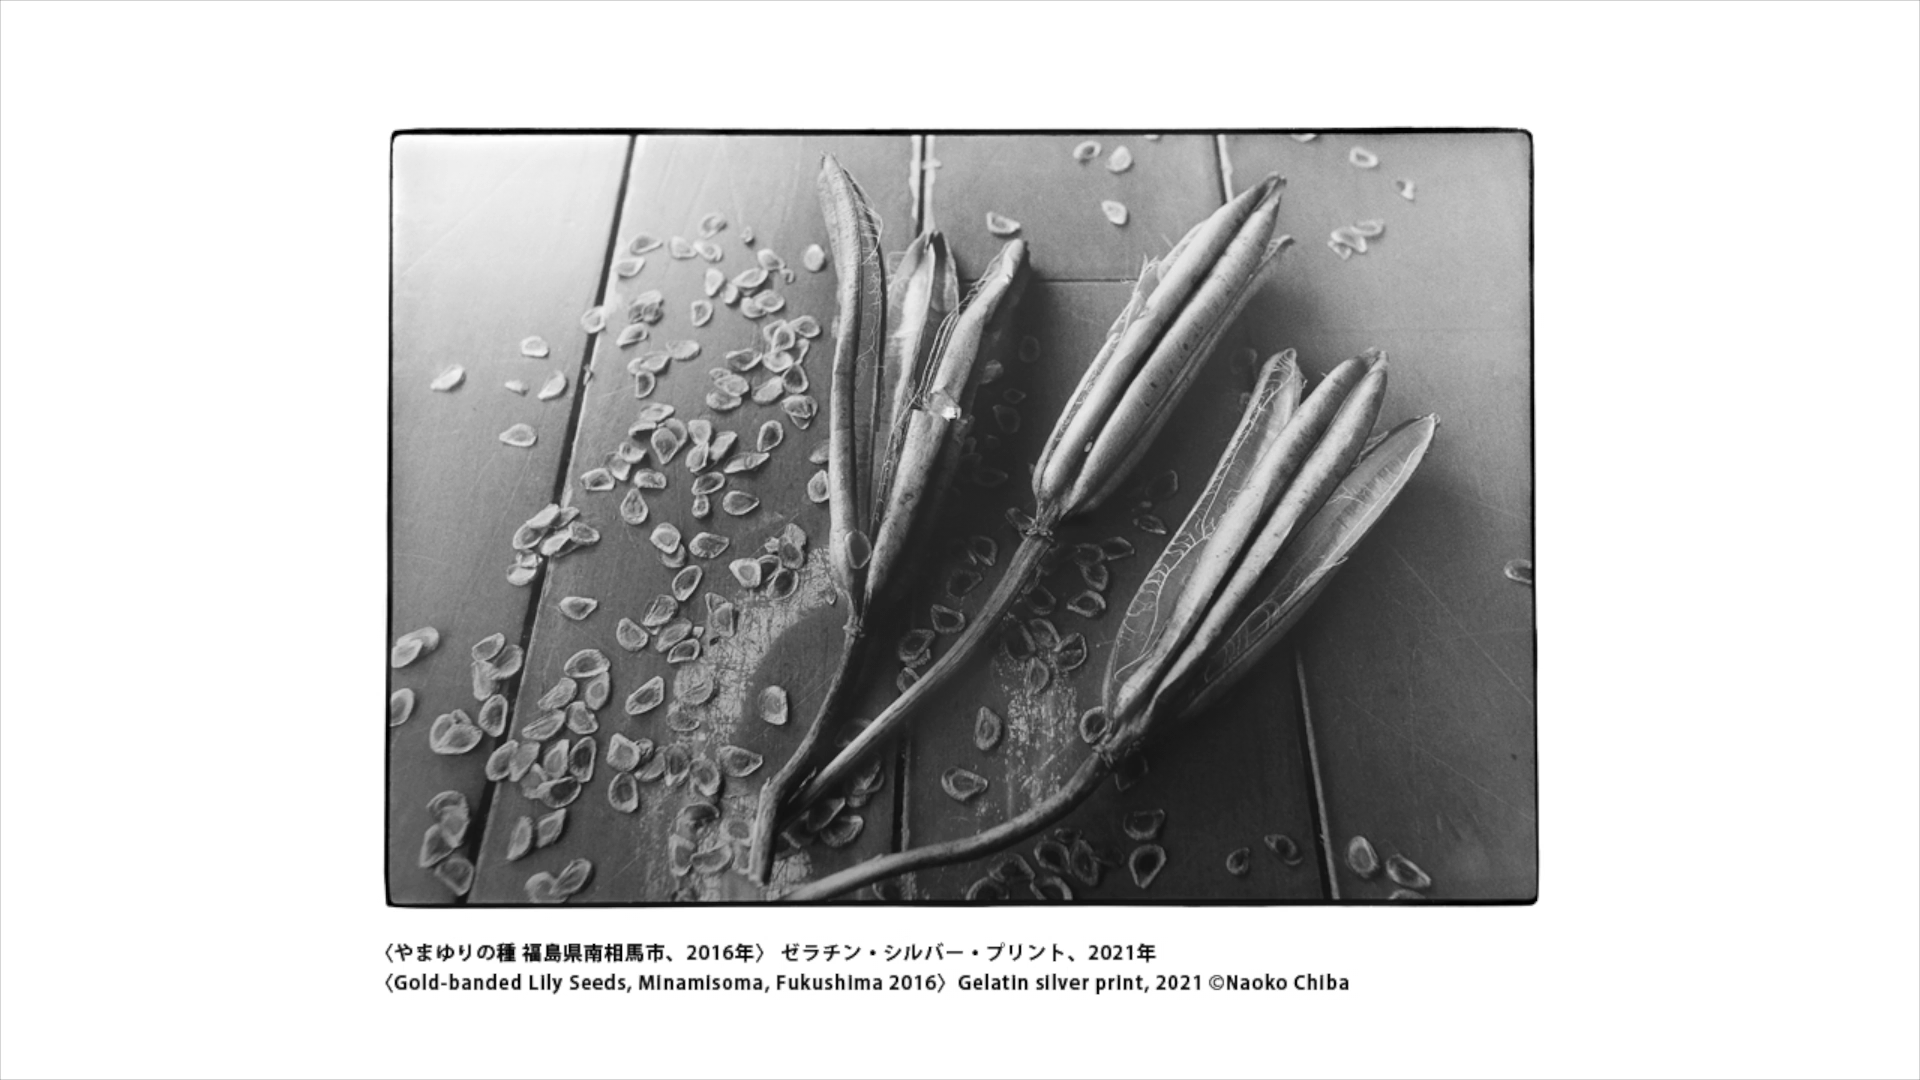 〈やまゆりの種 福島県南相馬市、2016年〉 ゼラチン・シルバー・プリント、2021年
〈Gold-banded Lily Seeds, Minamisoma, Fukushima 2016〉 Gelatin silver print, 2021 ©Naoko Chiba